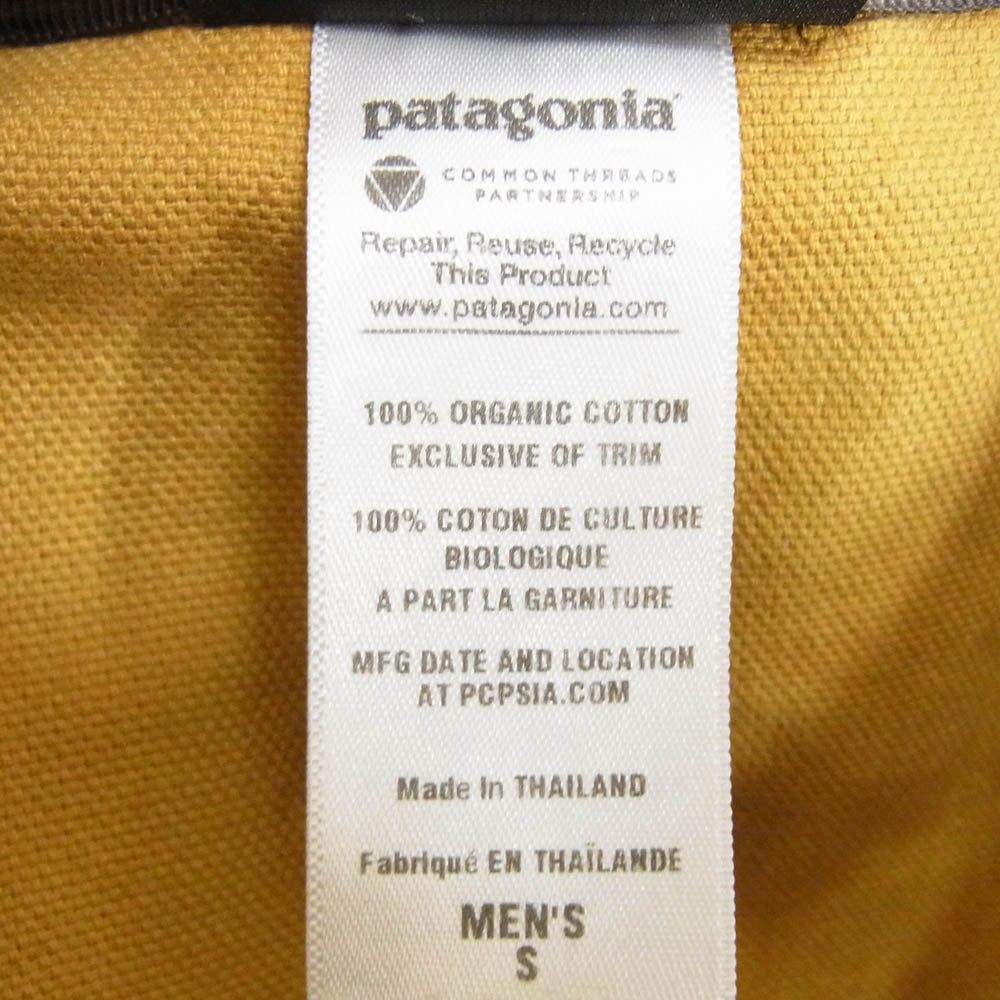 patagonia
COMMON THREADS
PARTNERSHIP
Repair, Reuse, Recycle
This Product
www.patagonia.com
100% ORGANIC COTTON
EXCLUSIVE OF TRIM
100% COTON DE CULTURE
BIOLOGIQUE
A PART LA GARNITURE
MFG DATE AND LOCATION
AT PCPSIA.COM
Made In THAILAND
Fabriqué EN THAÏLANDE
MEN'S
S